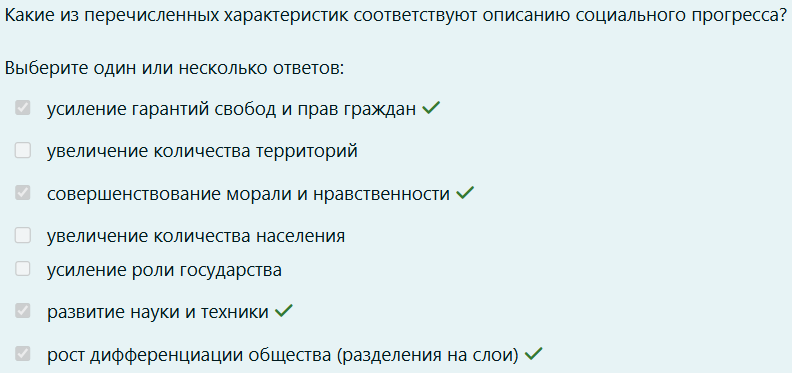 Какие из перечисленных характеристик соответствуют описанию социального прогресса?
Выберите один или несколько ответов:
усиление гарантий свобод и прав граждан
увеличение количества территорий
совершенствование морали и нравственности
увеличение количества населения
усиление роли государства
развитие науки и техники
рост дифференциации общества (разделения на слои)